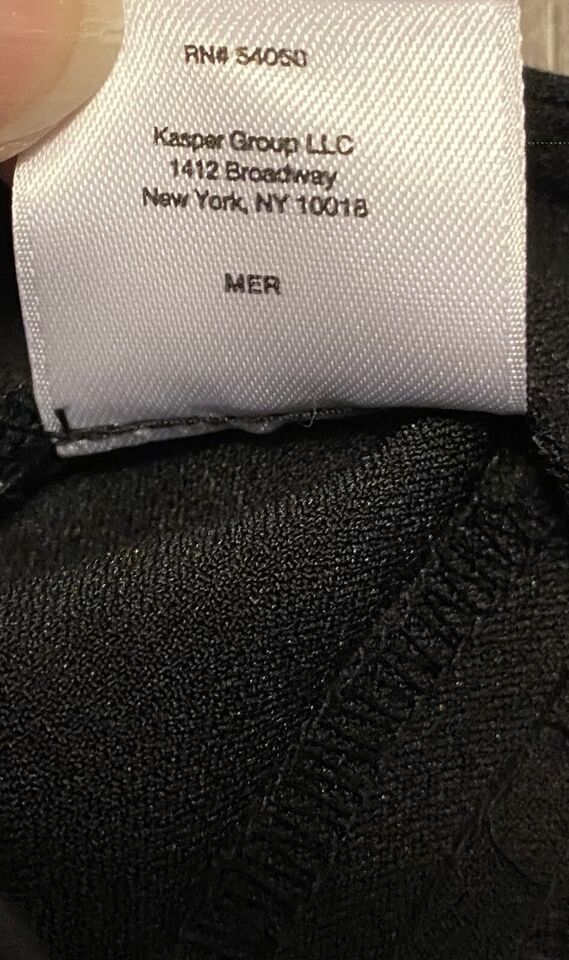 RN# 54050
Kasper Group LLC
1412 Broadway
New York, NY 10018
MER